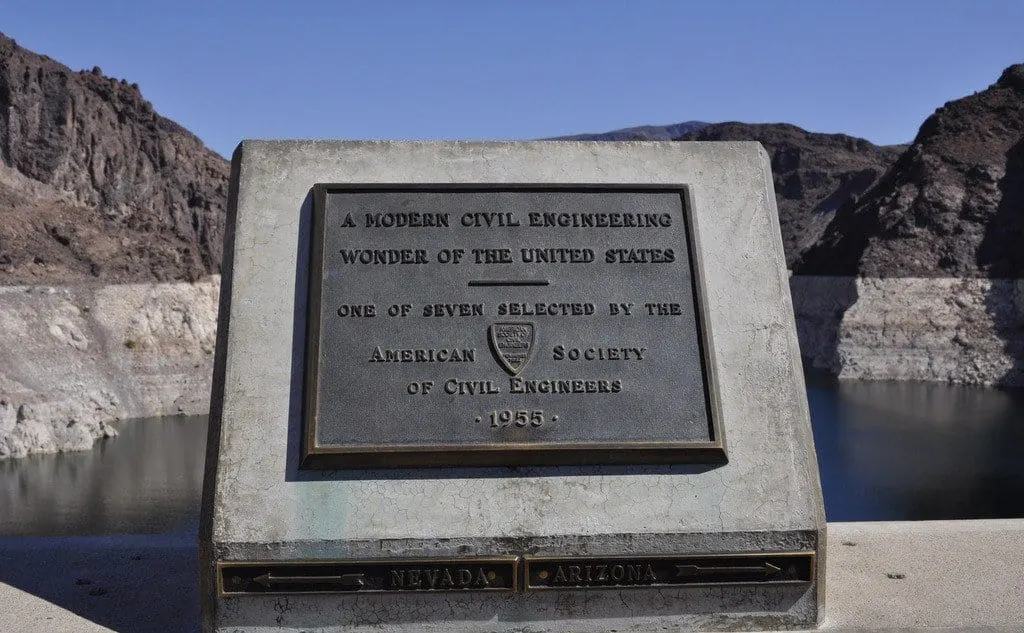 A MODERN CIVIL ENGINEERING
WONDER OF THE UNITED STATES
ONE OF SEVEN SELECTED BY THE
AMERICAN SOCIETY
OF CIVIL ENGINEERS
· 1955 ·
NEVADA ARIZONA